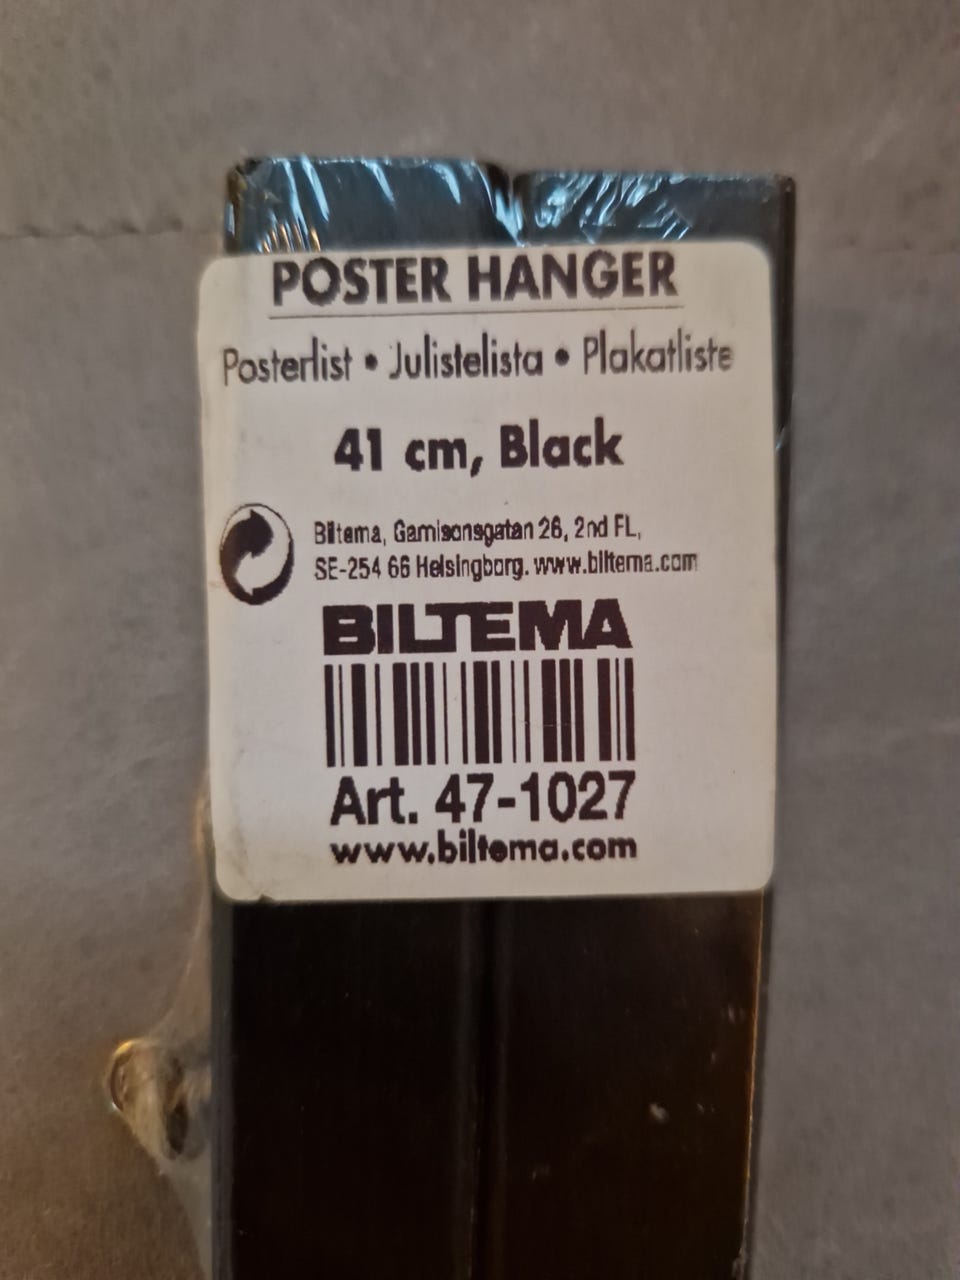 POSTER HANGER
Posterlist • Julistelista • Plakatliste
41 cm, Black
Biltema, Garnisonsgatan 26, 2nd FL,
SE-254 66 Helsingborg. www.biltema.com
BILTEMA
Art. 47-1027
www.biltema.com